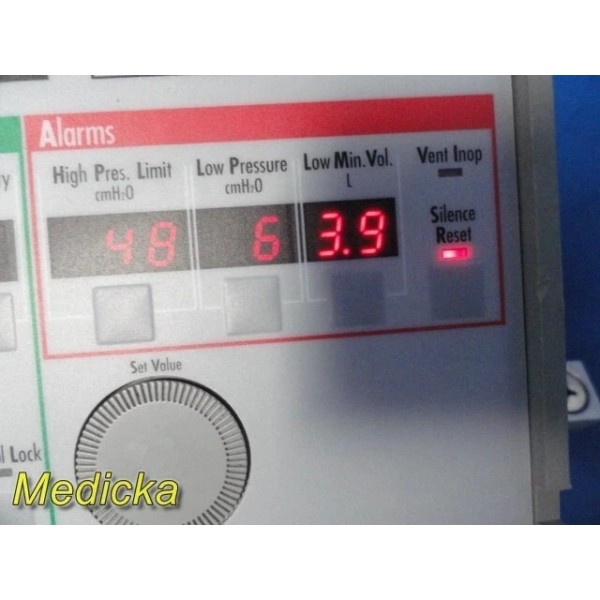 Alarms
High Pres. Limit
cmH₂O
Low Pressure
cmH₂O
Low Min. Vol.
L
Vent Inop
48
6
3.9
Silence
Reset
Set Value
Lock
Medicka